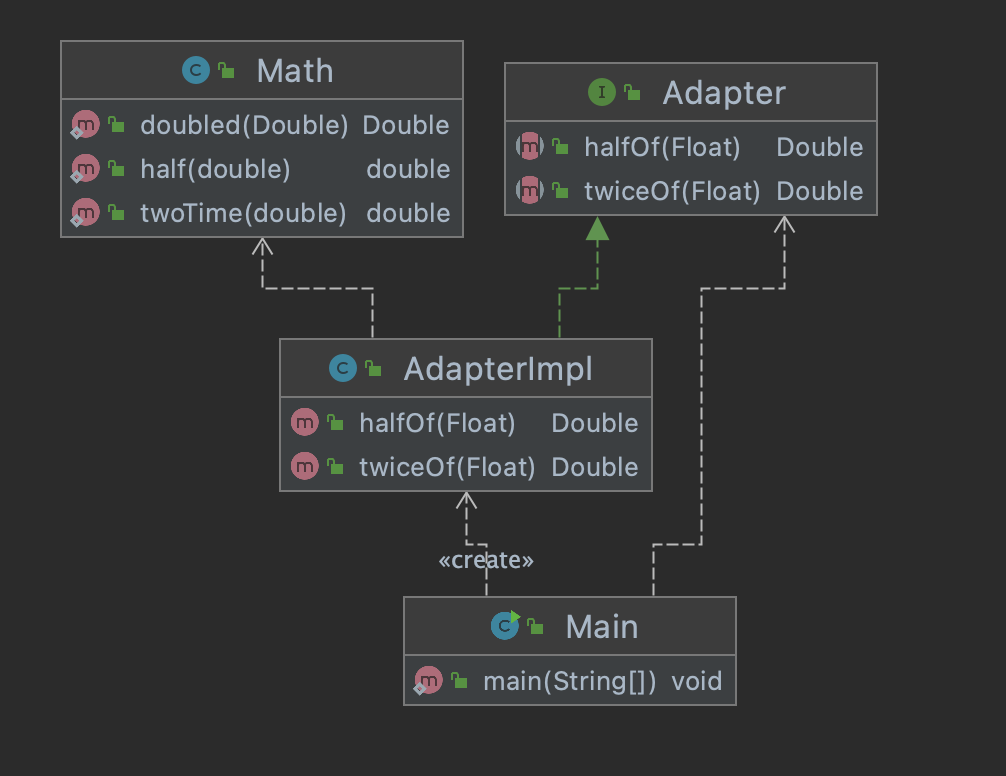 Math
doubled(Double) Double
half(double) double
twoTime(double) double
Adapter
halfOf(Float) Double
twiceOf(Float) Double
AdapterImpl
halfOf(Float) Double
twiceOf(Float) Double
«create»
Main
main(String[]) void